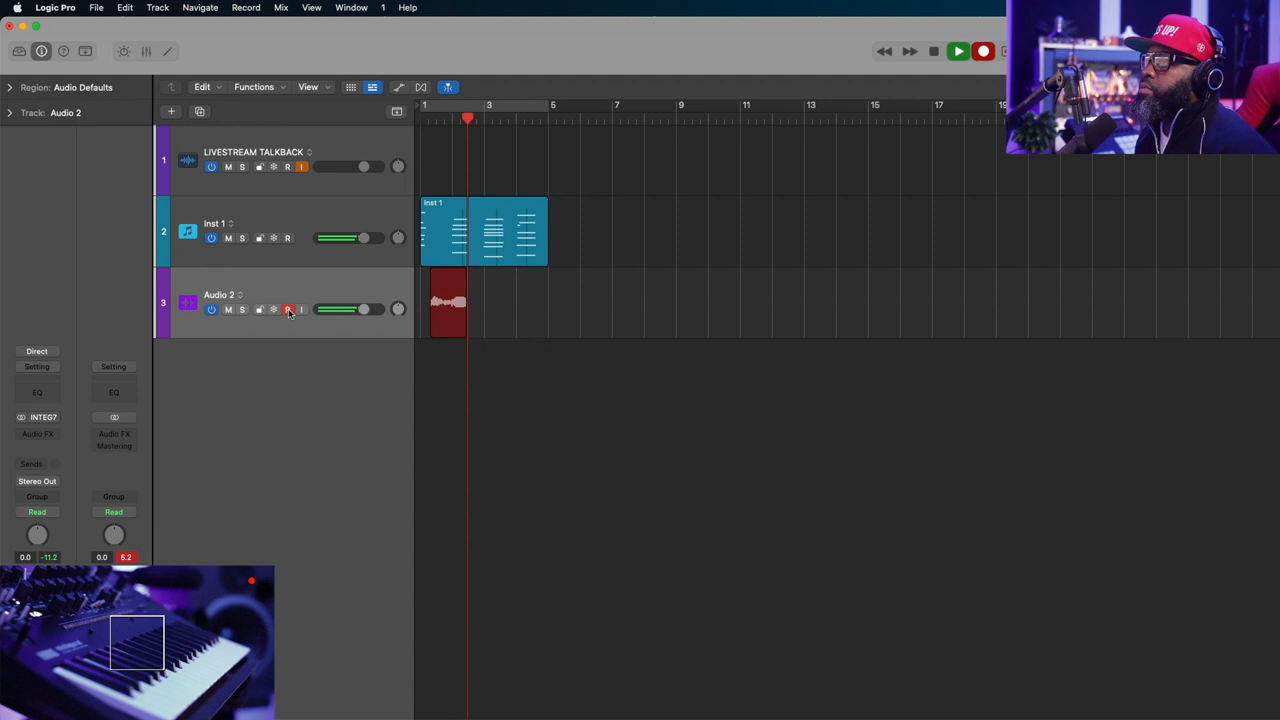 Logic Pro File Edit Track Navigate Record Mix View Window 1 Help
Region: Audio Defaults
Edit Functions View
Track: Audio 2
1 3 5 7 9 11 13 15 17 19
1 LIVESTREAM TALKBACK
M S R I
2 Inst 1
M S R
Inst 1
3 Audio 2
M S R I
Direct
Setting Setting
EQ EQ
INTEG7
Audio FX Audio FX
Mastering
Sends
Stereo Out
Group Group
Read Read
0.0 -11.2 0.0 5.2